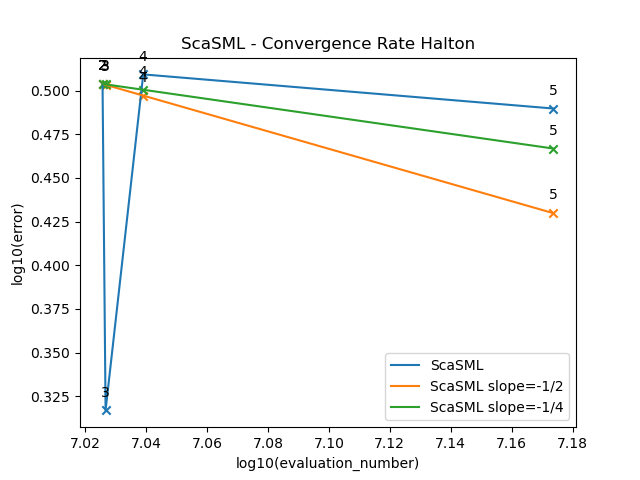 ScaSML - Convergence Rate Halton
log10(error)
0.500
0.475
0.450
0.425
0.400
0.375
0.350
0.325
2
3
4
4
5
5
5
3
ScaSML
ScaSML slope=-1/2
ScaSML slope=-1/4
7.02 7.04 7.06 7.08 7.10 7.12 7.14 7.16 7.18
log10(evaluation_number)